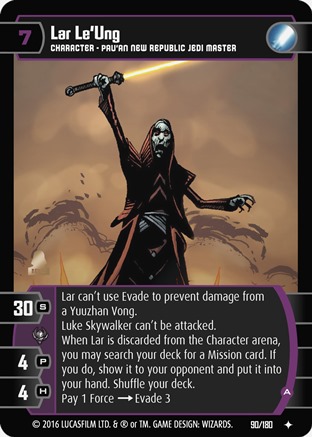 7
Lar Le'Ung
CHARACTER - PAU'AN NEW REPUBLIC JEDI MASTER
30 S
4 P
4 H
Lar can't use Evade to prevent damage from
a Yuuzhan Vong.
Luke Skywalker can't be attacked.
When Lar is discarded from the Character arena,
you may search your deck for a Mission card. If
you do, show it to your opponent and put it into
your hand. Shuffle your deck.
Pay 1 Force → Evade 3
A
© 2016 LUCASFILM LTD. & ® or TM. GAME DESIGN: WIZARDS.
90/180